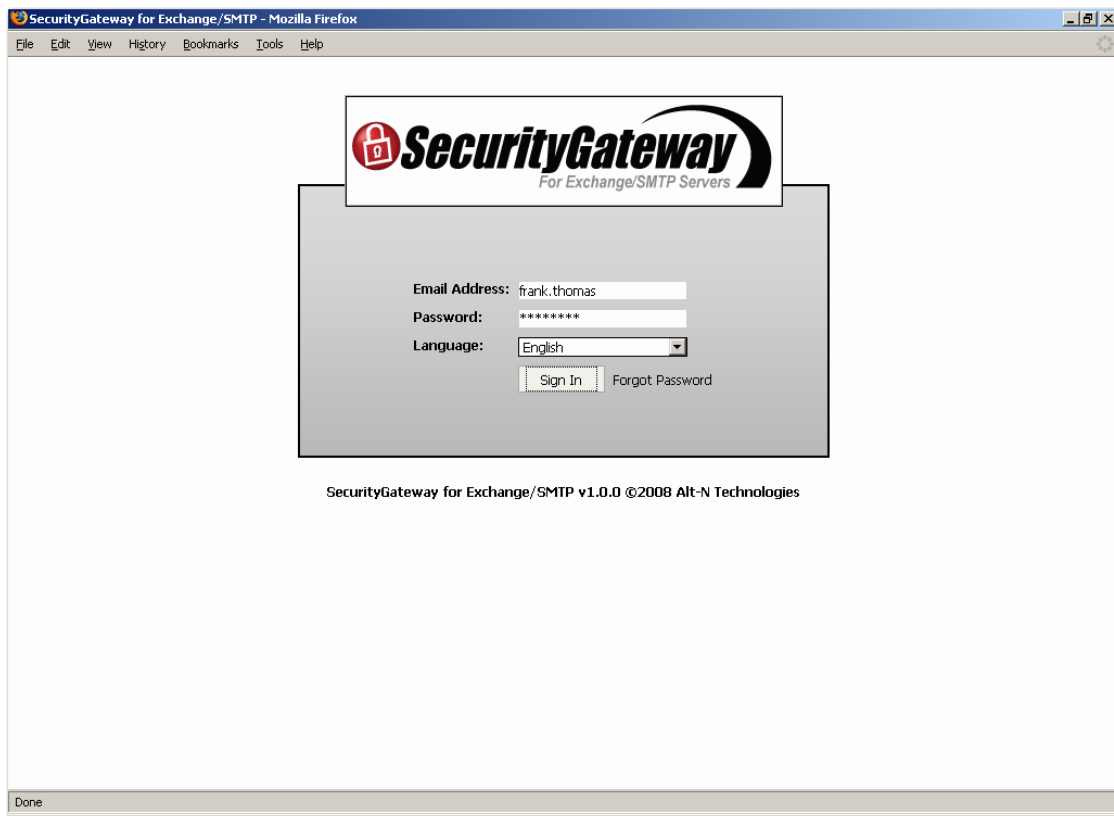 SecurityGateway for Exchange/SMTP - Mozilla Firefox
File Edit View History Bookmarks Tools Help
SecurityGateway
For Exchange/SMTP Servers
Email Address: frank.thomas
Password: ********
Language: English
Sign In Forgot Password
SecurityGateway for Exchange/SMTP v1.0.0 ©2008 Alt-N Technologies
Done